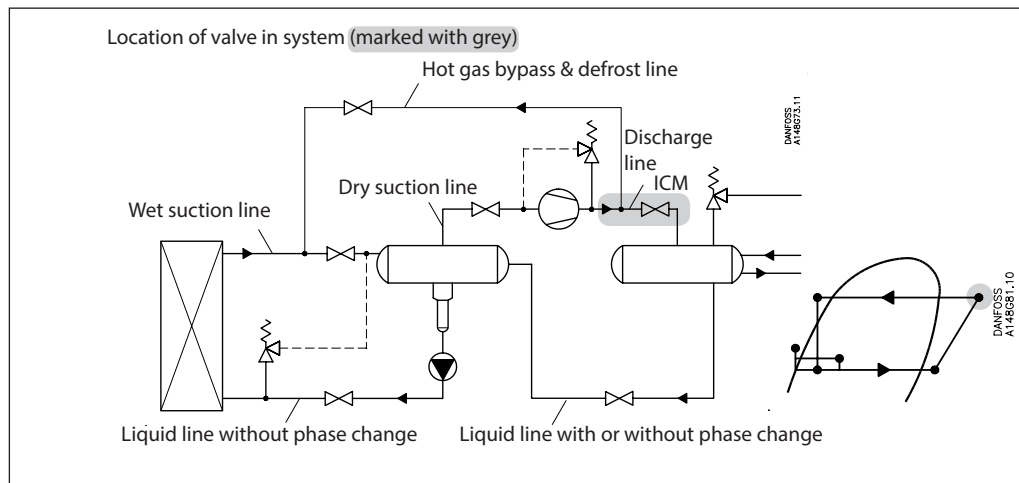 Location of valve in system (marked with grey)
Hot gas bypass & defrost line
DANFOSS
A148G73.11
Discharge
line
ICM
Dry suction line
Wet suction line
DANFOSS
A148G81.10
Liquid line without phase change
Liquid line with or without phase change